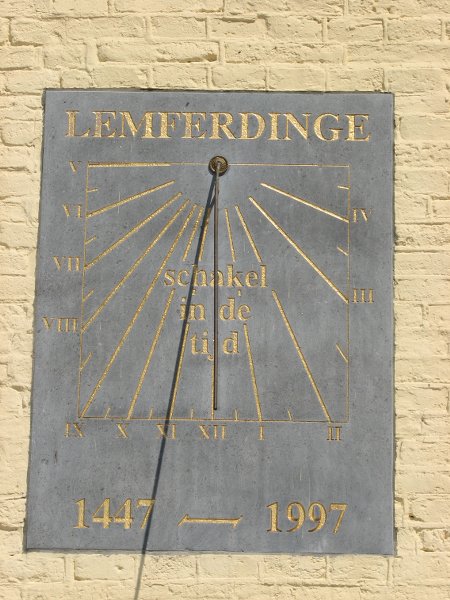 LEMFERDINGE
V
VI
IV
VII
schakel
III
in de
VIII
tijd
IX X XI XII I II
1447 — 1997